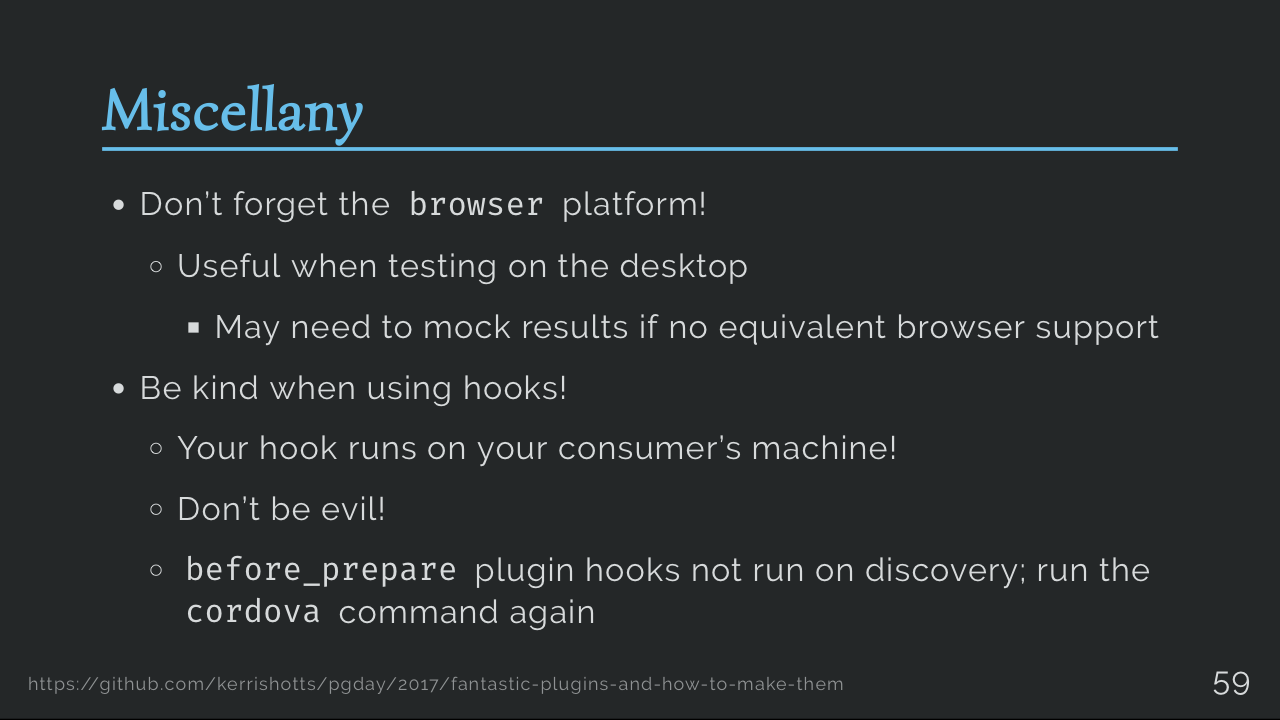 Miscellany
• Don’t forget the browser platform!
◦ Useful when testing on the desktop
▪ May need to mock results if no equivalent browser support
• Be kind when using hooks!
◦ Your hook runs on your consumer’s machine!
◦ Don’t be evil!
◦ before_prepare plugin hooks not run on discovery; run the
cordova command again
https://github.com/kerrishotts/pgday/2017/fantastic-plugins-and-how-to-make-them
59